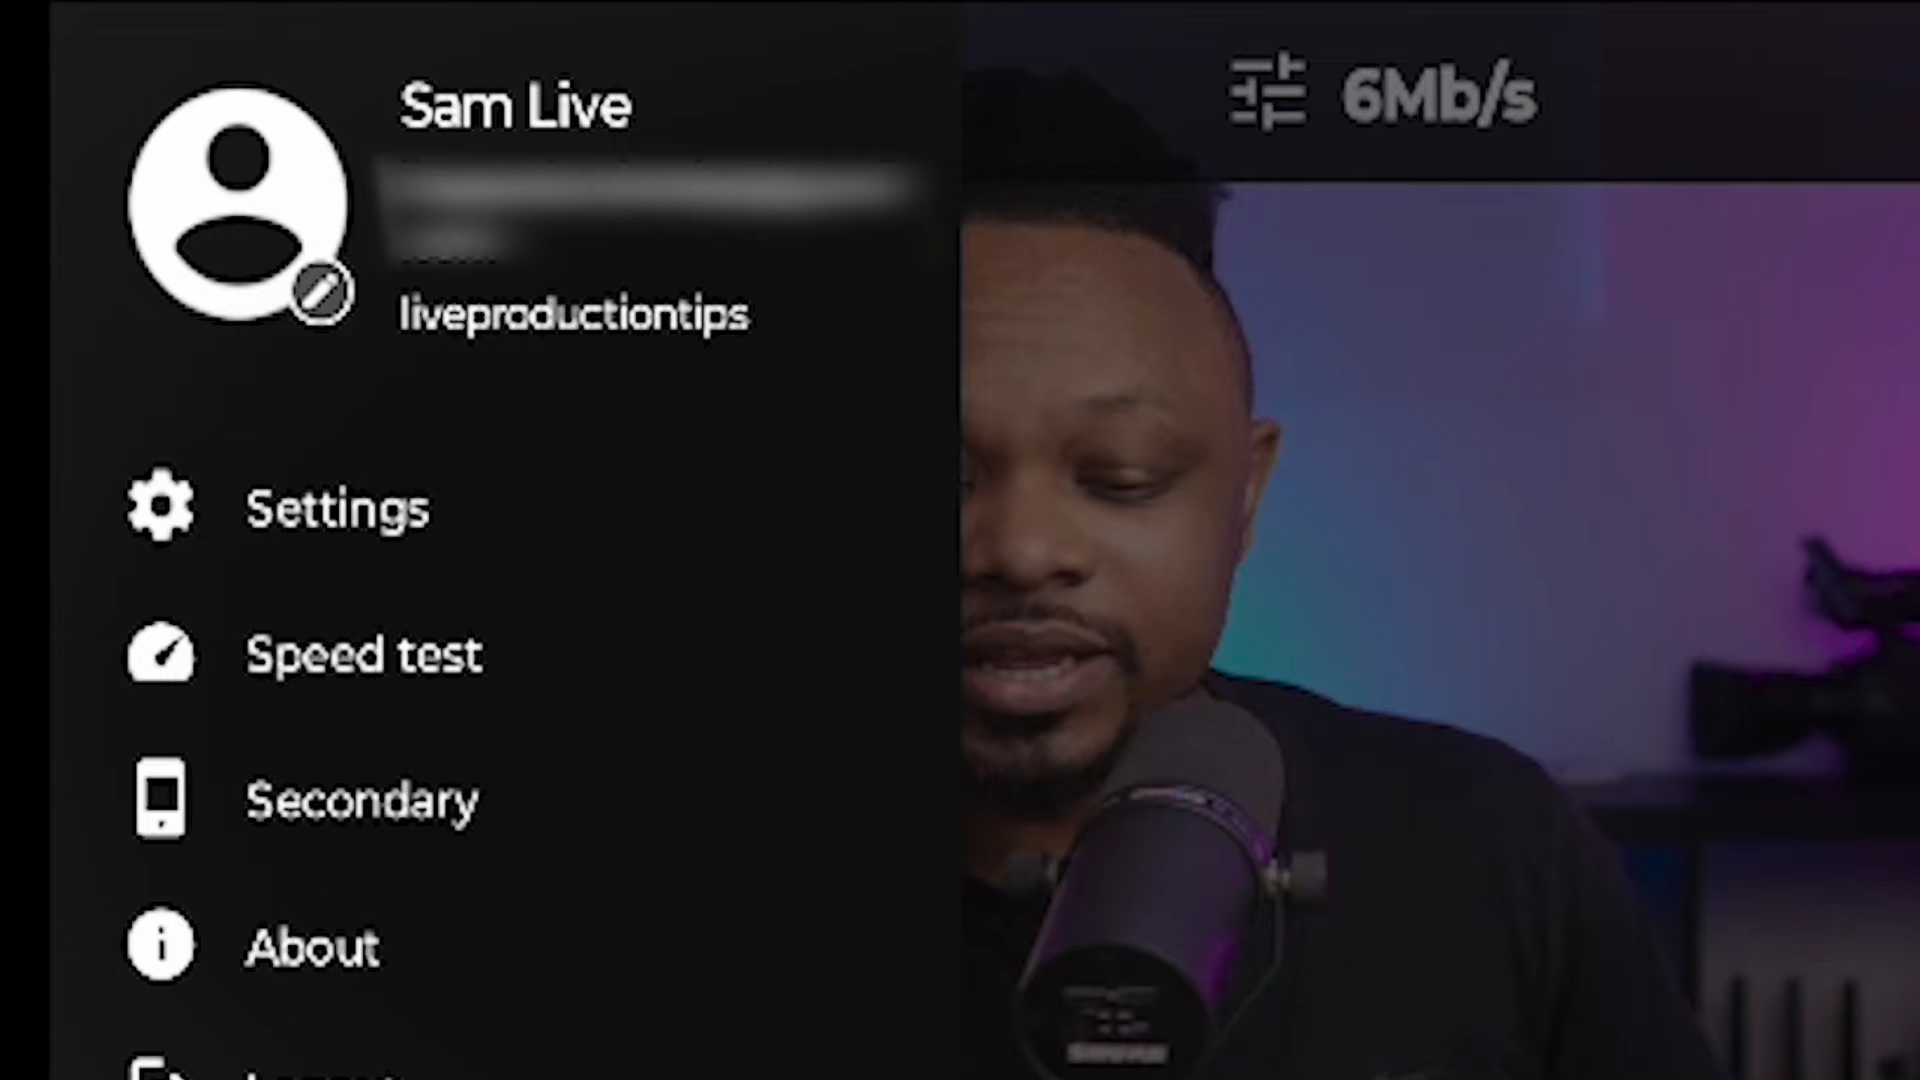 Sam Live
6Mb/s
liveproductiontips
Settings
Speed test
Secondary
About